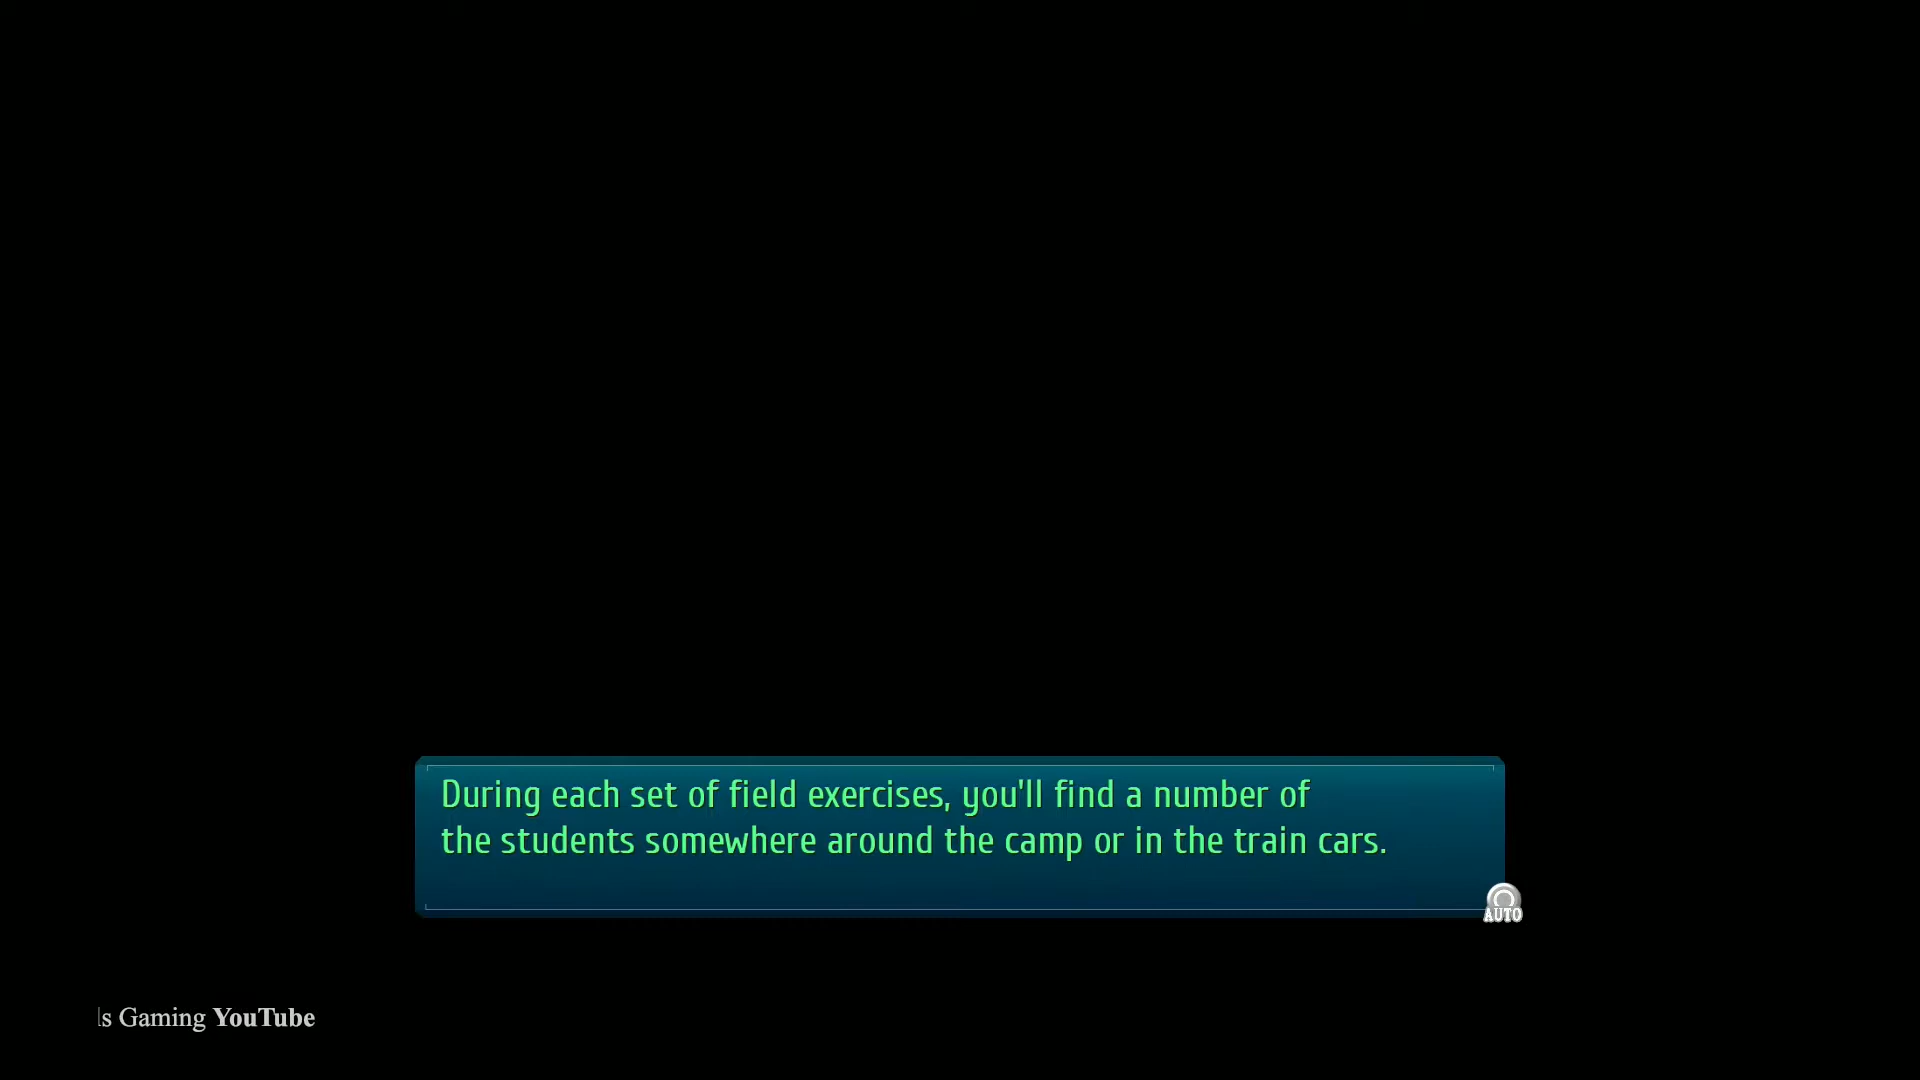 During each set of field exercises, you'll find a number of
the students somewhere around the camp or in the train cars.
AUTO
ls Gaming YouTube